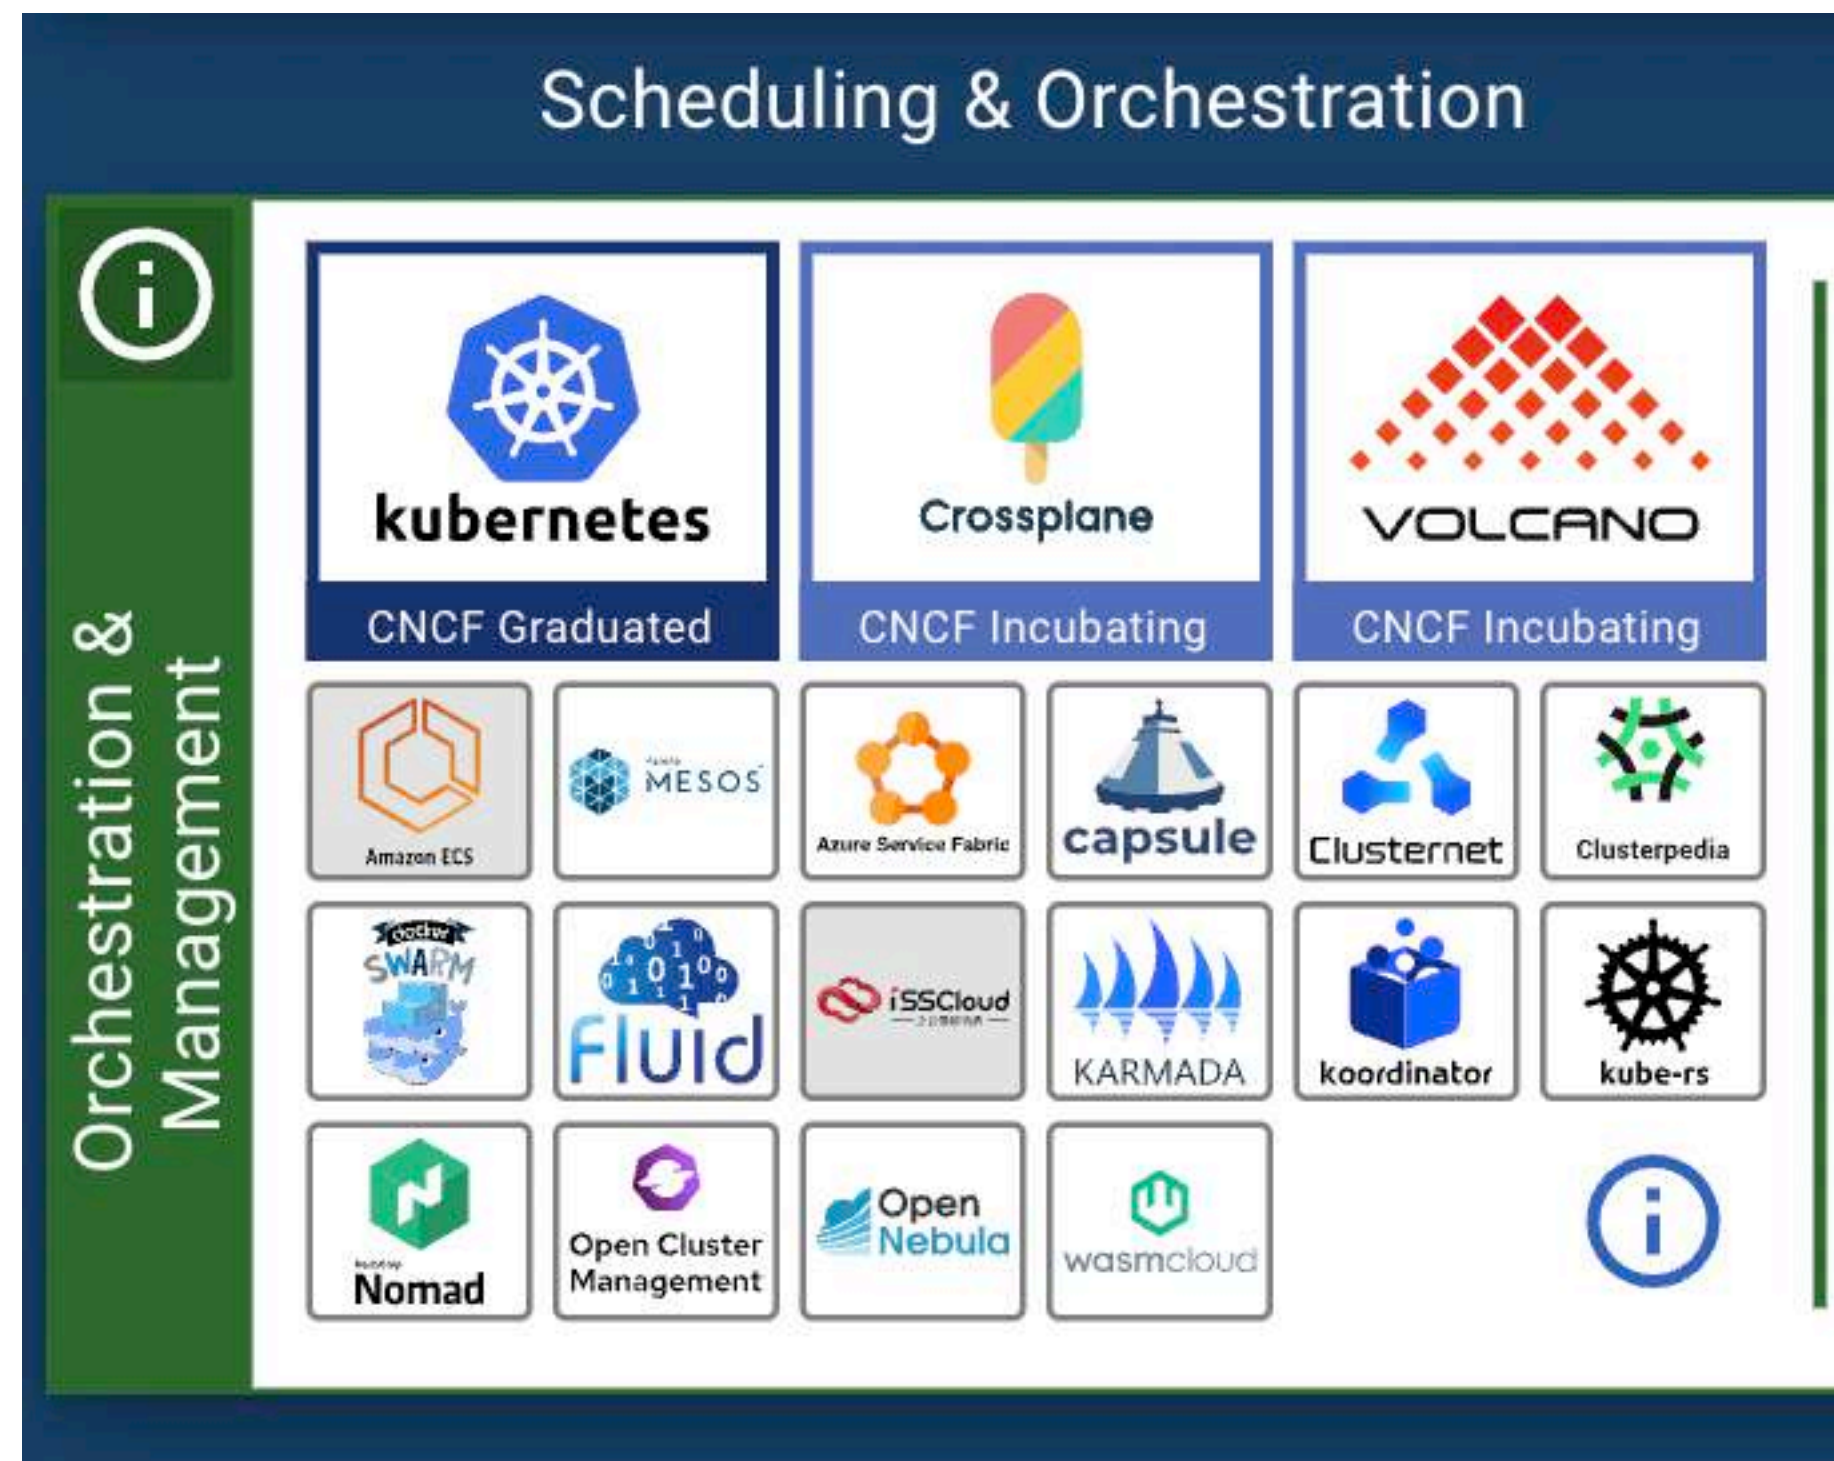 Scheduling & Orchestration
Orchestration &
Management
kubernetes
Crossplane
VOLCANO
CNCF Graduated
CNCF Incubating
CNCF Incubating
Amazon ECS
MESOS
Azure Service Fabric
capsule
Clusternet
Clusterpedia
docker
SWARM
Fluid
iSSCloud
KARMADA
koordinator
kube-rs
Nomad
Open Cluster
Management
Open
Nebula
wasmcloud